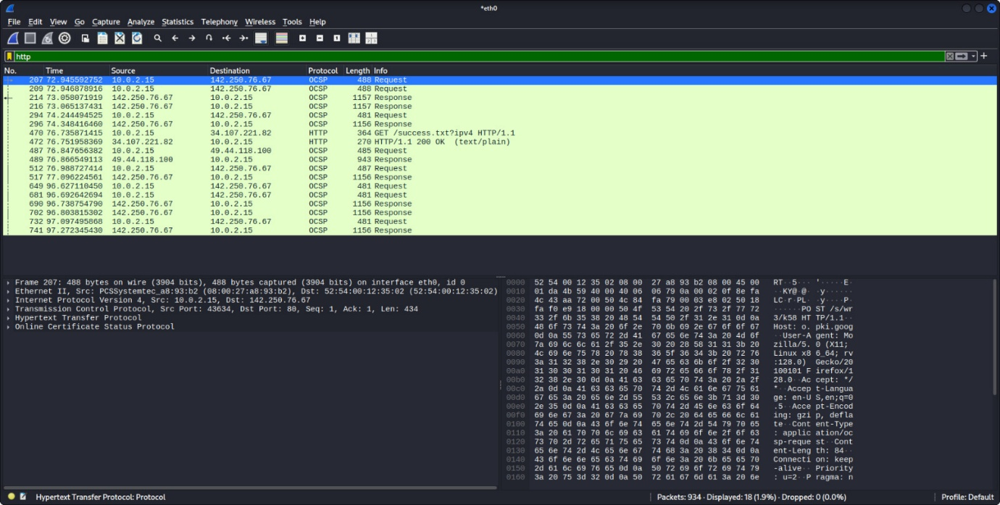 *eth0
File Edit View Go Capture Analyze Statistics Telephony Wireless Tools Help
http
No. Time Source Destination Protocol Length Info
207 72.945592752 10.0.2.15 142.250.76.67 OCSP 488 Request
209 72.946878916 10.0.2.15 142.250.76.67 OCSP 488 Request
214 73.058071919 142.250.76.67 10.0.2.15 OCSP 1157 Response
216 73.065137431 142.250.76.67 10.0.2.15 OCSP 1157 Response
294 74.244494525 10.0.2.15 142.250.76.67 OCSP 481 Request
296 74.348416460 142.250.76.67 10.0.2.15 OCSP 1156 Response
470 76.735871415 10.0.2.15 34.107.221.82 HTTP 364 GET /success.txt?ipv4 HTTP/1.1
472 76.751958369 34.107.221.82 10.0.2.15 HTTP 270 HTTP/1.1 200 OK (text/plain)
487 76.847656382 10.0.2.15 49.44.118.100 OCSP 485 Request
489 76.866549113 49.44.118.100 10.0.2.15 OCSP 943 Response
512 76.988727414 10.0.2.15 142.250.76.67 OCSP 487 Request
517 77.096224561 142.250.76.67 10.0.2.15 OCSP 1156 Response
649 96.627110450 10.0.2.15 142.250.76.67 OCSP 481 Request
681 96.692642694 10.0.2.15 142.250.76.67 OCSP 481 Request
690 96.738754790 142.250.76.67 10.0.2.15 OCSP 1156 Response
702 96.803815302 142.250.76.67 10.0.2.15 OCSP 1156 Response
732 97.097495868 10.0.2.15 142.250.76.67 OCSP 481 Request
741 97.272345430 142.250.76.67 10.0.2.15 OCSP 1156 Response
Frame 207: 488 bytes on wire (3904 bits), 488 bytes captured (3904 bits) on interface eth0, id 0
Ethernet II, Src: PCSSystemtec_a8:93:b2 (08:00:27:a8:93:b2), Dst: 52:54:00:12:35:02 (52:54:00:12:35:02)
Internet Protocol Version 4, Src: 10.0.2.15, Dst: 142.250.76.67
Transmission Control Protocol, Src Port: 43634, Dst Port: 80, Seq: 1, Ack: 1, Len: 434
Hypertext Transfer Protocol
Online Certificate Status Protocol
0000 52 54 00 12 35 02 08 00 27 a8 93 b2 08 00 45 00 RT··5···'·····E·
0010 01 da 4b 59 40 00 40 06 06 79 0a 00 02 0f 8e fa ··KY@·@··y······
0020 4c 43 aa 72 00 50 4c 84 fa 79 00 03 e8 02 50 18 LC·r·PL··y····P·
0030 fa f0 e9 18 00 00 50 4f 53 54 20 2f 73 2f 77 72 ······PO ST /s/wr
0040 33 2f 6b 35 38 20 48 54 54 50 2f 31 2e 31 0d 0a 3/k58 HT TP/1.1··
0050 48 6f 73 74 3a 20 6f 2e 70 6b 69 2e 67 6f 6f 67 Host: o. pki.goog
0060 0d 0a 55 73 65 72 2d 41 67 65 6e 74 3a 20 4d 6f ··User-A gent: Mo
0070 7a 69 6c 6c 61 2f 35 2e 30 20 28 58 31 31 3b 20 zilla/5. 0 (X11;
0080 4c 69 6e 75 78 20 78 38 36 5f 36 34 3b 20 72 76 Linux x8 6_64; rv
0090 3a 31 32 38 2e 30 29 20 47 65 63 6b 6f 2f 32 30 :128.0) Gecko/20
00a0 31 30 30 31 30 31 20 46 69 72 65 66 6f 78 2f 31 100101 F irefox/1
00b0 32 38 2e 30 0d 0a 41 63 63 65 70 74 3a 20 2a 2f 28.0··Ac cept: */
00c0 2a 0d 0a 41 63 63 65 70 74 2d 4c 61 6e 67 75 61 *··Accep t-Langua
00d0 67 65 3a 20 65 6e 2d 55 53 2c 65 6e 3b 71 3d 30 ge: en-U S,en;q=0
00e0 2e 35 0d 0a 41 63 63 65 70 74 2d 45 6e 63 6f 64 .5··Acce pt-Encod
00f0 69 6e 67 3a 20 67 7a 69 70 2c 20 64 65 66 6c 61 ing: gzi p, defla
0100 74 65 0d 0a 43 6f 6e 74 65 6e 74 2d 54 79 70 65 te··Cont ent-Type
0110 3a 20 61 70 70 6c 69 63 61 74 69 6f 6e 2f 6f 63 : applic ation/oc
0120 73 70 2d 72 65 71 75 65 73 74 0d 0a 43 6f 6e 74 sp-reque st··Cont
0130 65 6e 74 2d 4c 65 6e 67 74 68 3a 20 38 34 0d 0a ent-Leng th: 84··
0140 43 6f 6e 6e 65 63 74 69 6f 6e 3a 20 6b 65 65 70 Connecti on: keep
0150 2d 61 6c 69 76 65 0d 0a 50 72 69 6f 72 69 74 79 -alive·· Priority
0160 3a 20 75 3d 32 0d 0a 50 72 61 67 6d 61 3a 20 6e : u=2··P ragma: n
Hypertext Transfer Protocol: Protocol
Packets: 934 · Displayed: 18 (1.9%) · Dropped: 0 (0.0%)
Profile: Default